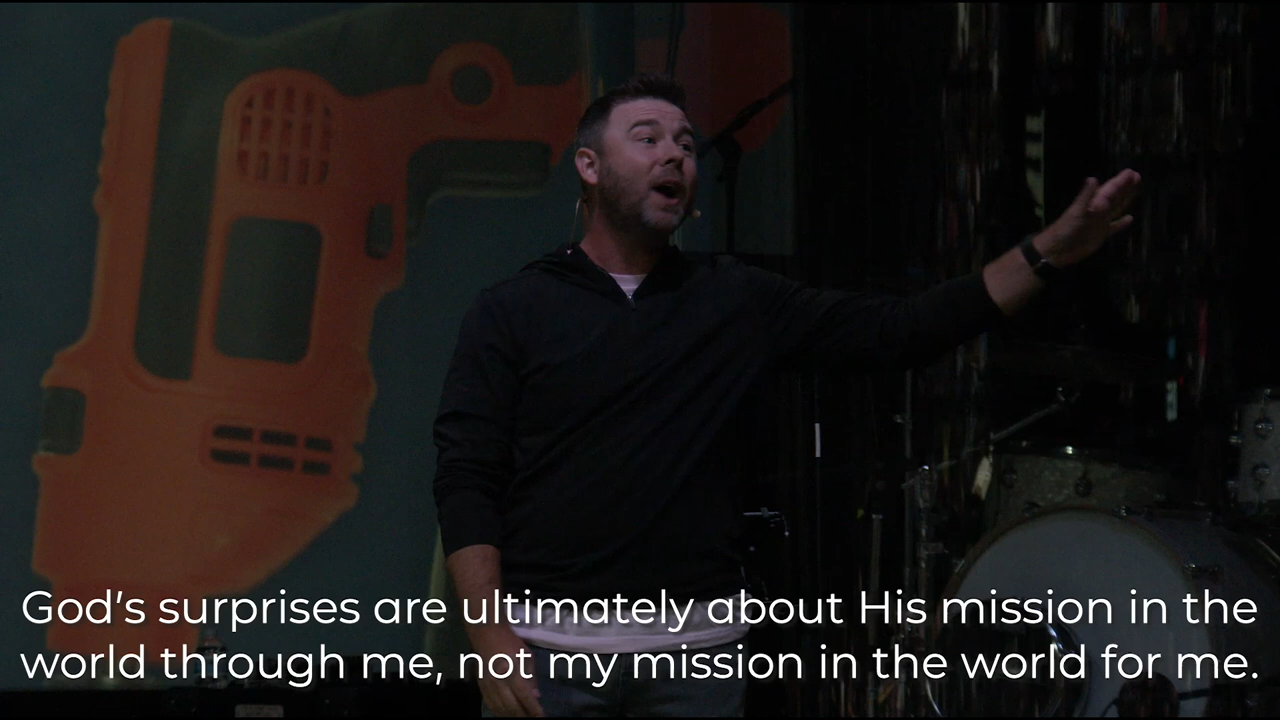 God's surprises are ultimately about His mission in the
world through me, not my mission in the world for me.